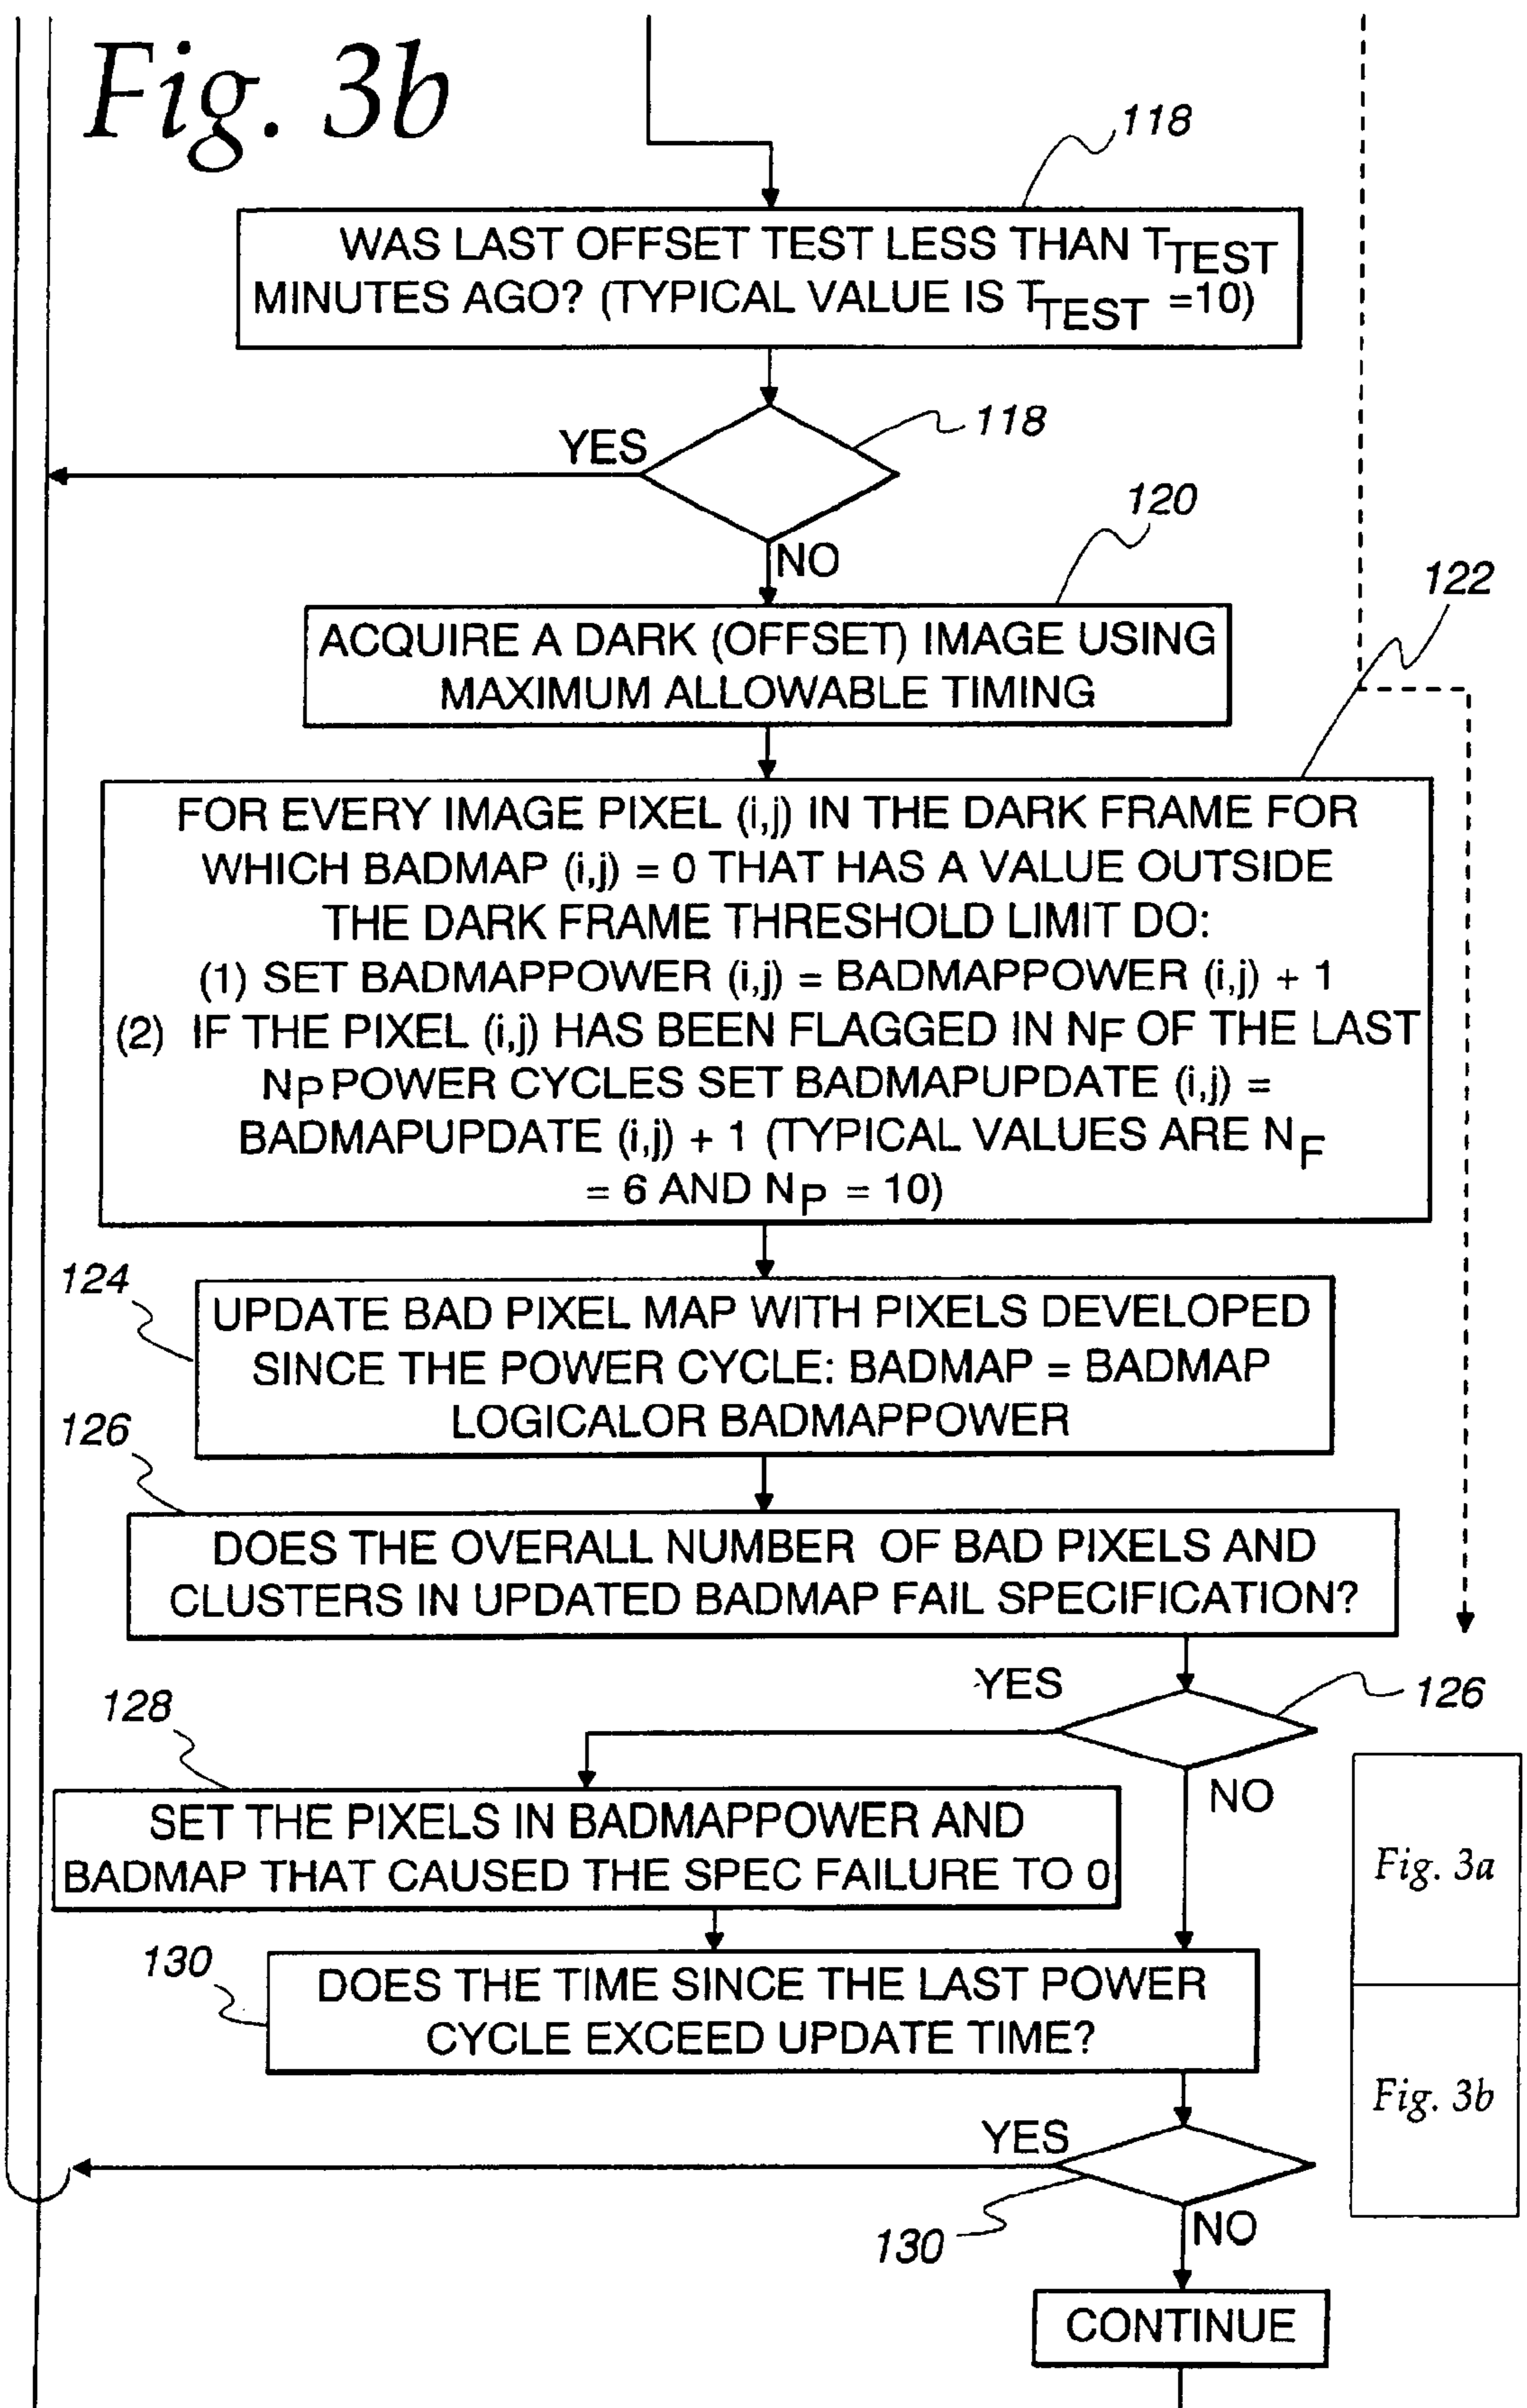 Fig. 3b
118
WAS LAST OFFSET TEST LESS THAN TTEST
MINUTES AGO? (TYPICAL VALUE IS TTEST =10)
118
YES
NO
120
122
ACQUIRE A DARK (OFFSET) IMAGE USING
MAXIMUM ALLOWABLE TIMING
FOR EVERY IMAGE PIXEL (i,j) IN THE DARK FRAME FOR
WHICH BADMAP (i,j) = 0 THAT HAS A VALUE OUTSIDE
THE DARK FRAME THRESHOLD LIMIT DO:
(1) SET BADMAPPOWER (i,j) = BADMAPPOWER (i,j) + 1
(2) IF THE PIXEL (i,j) HAS BEEN FLAGGED IN NF OF THE LAST
NP POWER CYCLES SET BADMAPUPDATE (i,j) =
BADMAPUPDATE (i,j) + 1 (TYPICAL VALUES ARE NF
= 6 AND NP = 10)
124
UPDATE BAD PIXEL MAP WITH PIXELS DEVELOPED
SINCE THE POWER CYCLE: BADMAP = BADMAP
LOGICALOR BADMAPPOWER
126
DOES THE OVERALL NUMBER OF BAD PIXELS AND
CLUSTERS IN UPDATED BADMAP FAIL SPECIFICATION?
YES
126
NO
128
SET THE PIXELS IN BADMAPPOWER AND
BADMAP THAT CAUSED THE SPEC FAILURE TO 0
Fig. 3a
130
DOES THE TIME SINCE THE LAST POWER
CYCLE EXCEED UPDATE TIME?
Fig. 3b
YES
130
NO
CONTINUE